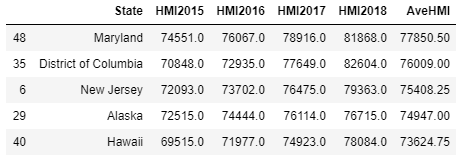 State HMI2015 HMI2016 HMI2017 HMI2018 AveHMI
48 Maryland 74551.0 76067.0 78916.0 81868.0 77850.50
35 District of Columbia 70848.0 72935.0 77649.0 82604.0 76009.00
6 New Jersey 72093.0 73702.0 76475.0 79363.0 75408.25
29 Alaska 72515.0 74444.0 76114.0 76715.0 74947.00
40 Hawaii 69515.0 71977.0 74923.0 78084.0 73624.75